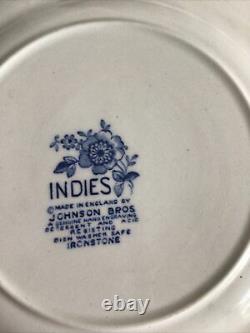 INDIES
© MADE IN ENGLAND BY
JOHNSON BROS
A GENUINE HAND ENGRAVING
DETERGENT AND ACID
RESISTING
DISH WASHER SAFE
IRONSTONE